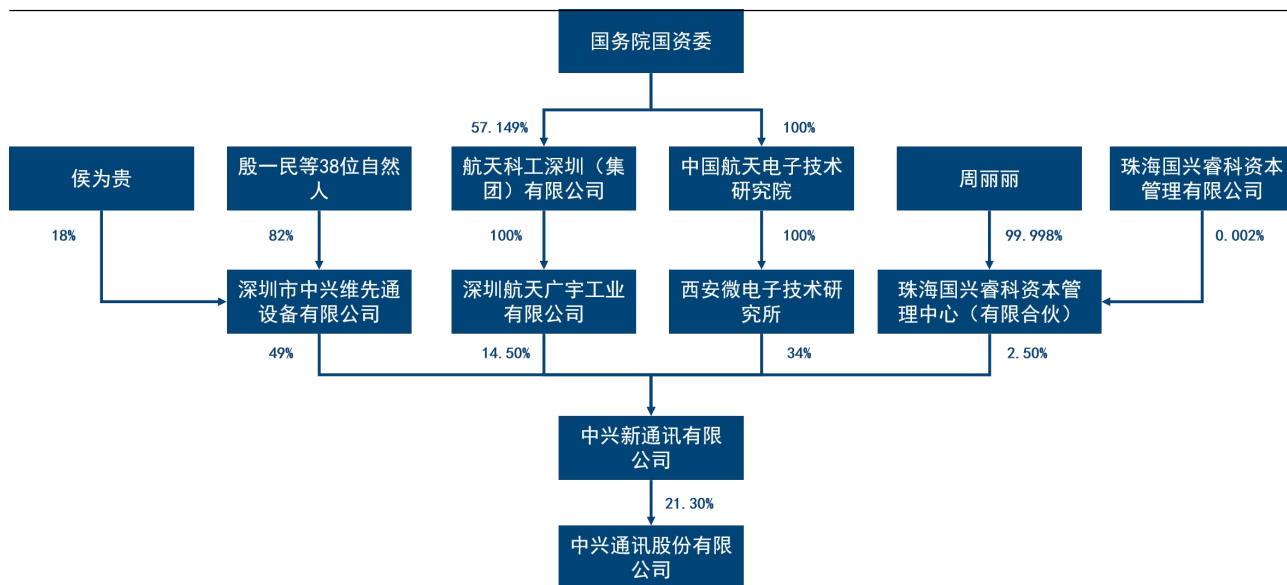 国务院国资委
57.149%
100%
侯为贵
殷一民等38位自然
人
航天科工深圳（集
团）有限公司
中国航天电子技术
研究院
周丽丽
珠海国兴睿科资本
管理有限公司
18%
82%
100%
100%
99.998%
0.002%
深圳市中兴维先通
设备有限公司
深圳航天广宇工业
有限公司
西安微电子技术研
究所
珠海国兴睿科资本管
理中心（有限合伙）
49%
14.50%
34%
2.50%
中兴新通讯有限
公司
21.30%
中兴通讯股份有限
公司